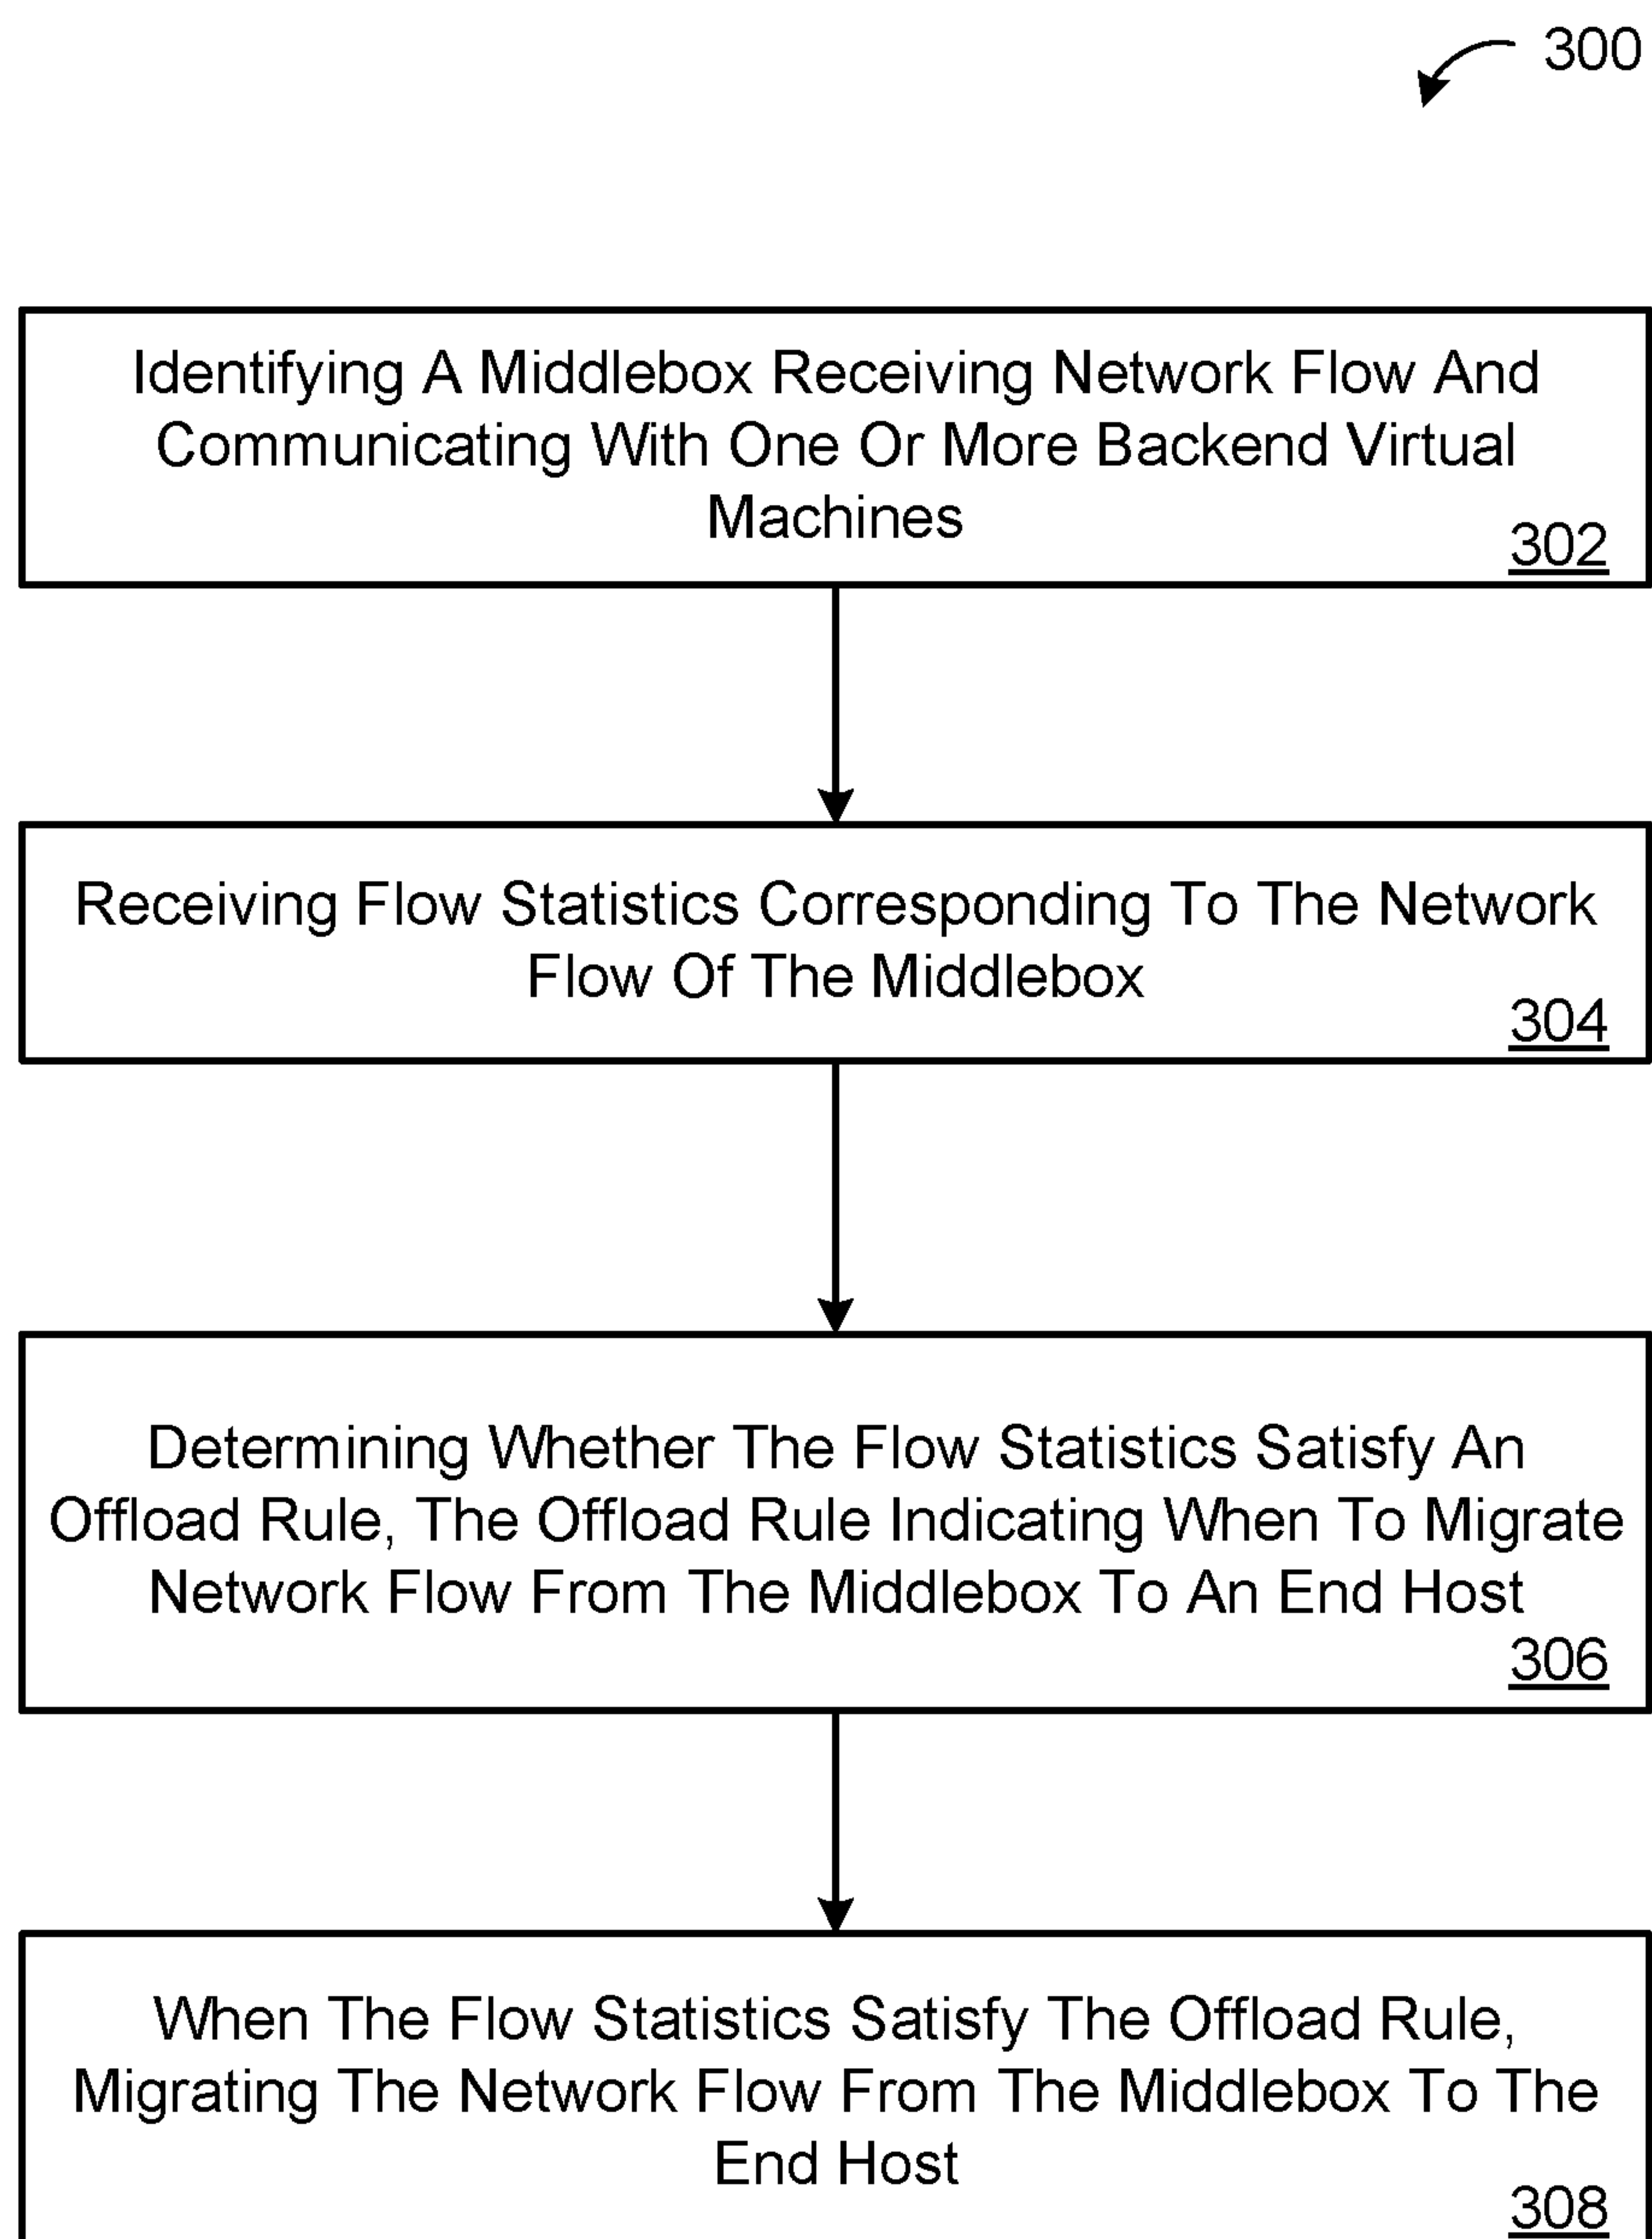 300
Identifying A Middlebox Receiving Network Flow And
Communicating With One Or More Backend Virtual
Machines
302
Receiving Flow Statistics Corresponding To The Network
Flow Of The Middlebox
304
Determining Whether The Flow Statistics Satisfy An
Offload Rule, The Offload Rule Indicating When To Migrate
Network Flow From The Middlebox To An End Host
306
When The Flow Statistics Satisfy The Offload Rule,
Migrating The Network Flow From The Middlebox To The
End Host
308